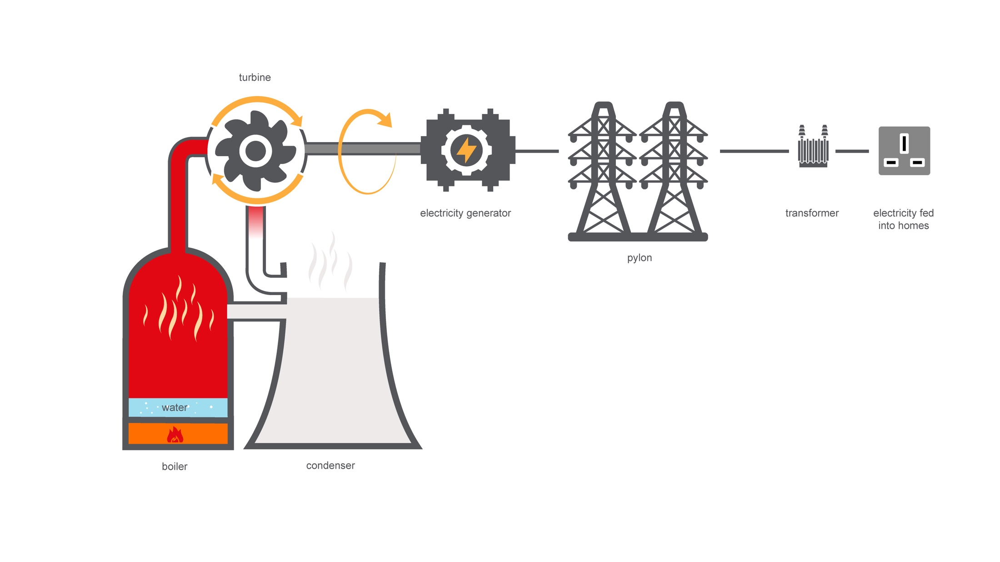 turbine
electricity generator
transformer
electricity fed
into homes
pylon
water
boiler
condenser